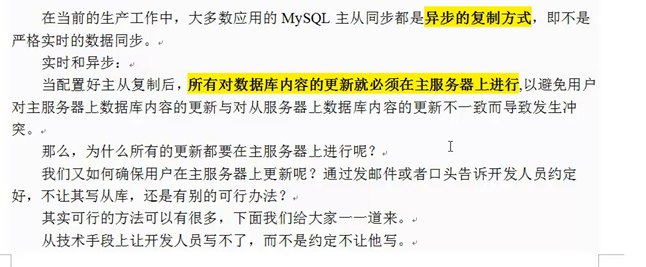 在当前的生产工作中，大多数应用的 MySQL 主从同步都是异步的复制方式，即不是
严格实时的数据同步。
实时和异步：
当配置好主从复制后，所有对数据库内容的更新就必须在主服务器上进行,以避免用户
对主服务器上数据库内容的更新与对从服务器上数据库内容的更新不一致而导致发生冲
突。
那么，为什么所有的更新都要在主服务器上进行呢？
我们又如何确保用户在主服务器上更新呢？通过发邮件或者口头告诉开发人员约定
好，不让其写从库，还是有别的可行办法？
其实可行的方法可以有很多，下面我们给大家一一道来。
从技术手段上让开发人员写不了，而不是约定不让他写。